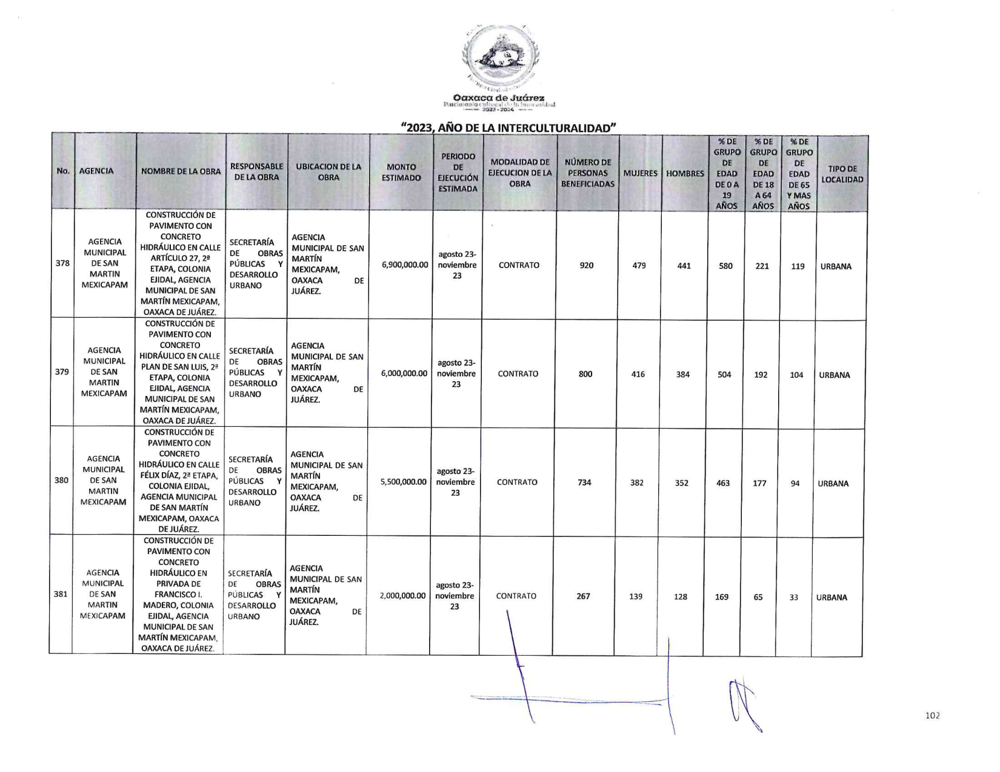 Oaxaca de Juárez
Patrimonio cultural de la humanidad
2022 - 2024
"2023, AÑO DE LA INTERCULTURALIDAD"
No.
AGENCIA
NOMBRE DE LA OBRA
RESPONSABLE
DE LA OBRA
UBICACION DE LA
OBRA
MONTO
ESTIMADO
PERIODO
DE
EJECUCIÓN
ESTIMADA
MODALIDAD DE
EJECUCION DE LA
OBRA
NÚMERO DE
PERSONAS
BENEFICIADAS
MUJERES
HOMBRES
% DE
GRUPO
DE
EDAD
DE 0 A
19
AÑOS
% DE
GRUPO
DE
EDAD
DE 18
A 64
AÑOS
% DE
GRUPO
DE
EDAD
DE 65
Y MAS
AÑOS
TIPO DE
LOCALIDAD
378
AGENCIA
MUNICIPAL
DE SAN
MARTIN
MEXICAPAM
CONSTRUCCIÓN DE
PAVIMENTO CON
CONCRETO
HIDRÁULICO EN CALLE
ARTÍCULO 27, 2ª
ETAPA, COLONIA
EJIDAL, AGENCIA
MUNICIPAL DE SAN
MARTÍN MEXICAPAM,
OAXACA DE JUÁREZ.
SECRETARÍA
DE OBRAS
PÚBLICAS Y
DESARROLLO
URBANO
AGENCIA
MUNICIPAL DE SAN
MARTÍN
MEXICAPAM,
OAXACA DE
JUÁREZ.
6,900,000.00
agosto 23-
noviembre
23
CONTRATO
920
479
441
580
221
119
URBANA
379
AGENCIA
MUNICIPAL
DE SAN
MARTIN
MEXICAPAM
CONSTRUCCIÓN DE
PAVIMENTO CON
CONCRETO
HIDRÁULICO EN CALLE
PLAN DE SAN LUIS, 2ª
ETAPA, COLONIA
EJIDAL, AGENCIA
MUNICIPAL DE SAN
MARTÍN MEXICAPAM,
OAXACA DE JUÁREZ.
SECRETARÍA
DE OBRAS
PÚBLICAS Y
DESARROLLO
URBANO
AGENCIA
MUNICIPAL DE SAN
MARTÍN
MEXICAPAM,
OAXACA DE
JUÁREZ.
6,000,000.00
agosto 23-
noviembre
23
CONTRATO
800
416
384
504
192
104
URBANA
380
AGENCIA
MUNICIPAL
DE SAN
MARTIN
MEXICAPAM
CONSTRUCCIÓN DE
PAVIMENTO CON
CONCRETO
HIDRÁULICO EN CALLE
FÉLIX DÍAZ, 2ª ETAPA,
COLONIA EJIDAL,
AGENCIA MUNICIPAL
DE SAN MARTÍN
MEXICAPAM, OAXACA
DE JUÁREZ.
SECRETARÍA
DE OBRAS
PÚBLICAS Y
DESARROLLO
URBANO
AGENCIA
MUNICIPAL DE SAN
MARTÍN
MEXICAPAM,
OAXACA DE
JUÁREZ.
5,500,000.00
agosto 23-
noviembre
23
CONTRATO
734
382
352
463
177
94
URBANA
381
AGENCIA
MUNICIPAL
DE SAN
MARTIN
MEXICAPAM
CONSTRUCCIÓN DE
PAVIMENTO CON
CONCRETO
HIDRÁULICO EN
PRIVADA DE
FRANCISCO I.
MADERO, COLONIA
EJIDAL, AGENCIA
MUNICIPAL DE SAN
MARTÍN MEXICAPAM,
OAXACA DE JUÁREZ.
SECRETARÍA
DE OBRAS
PÚBLICAS Y
DESARROLLO
URBANO
AGENCIA
MUNICIPAL DE SAN
MARTÍN
MEXICAPAM,
OAXACA DE
JUÁREZ.
2,000,000.00
agosto 23-
noviembre
23
CONTRATO
267
139
128
169
65
33
URBANA
102